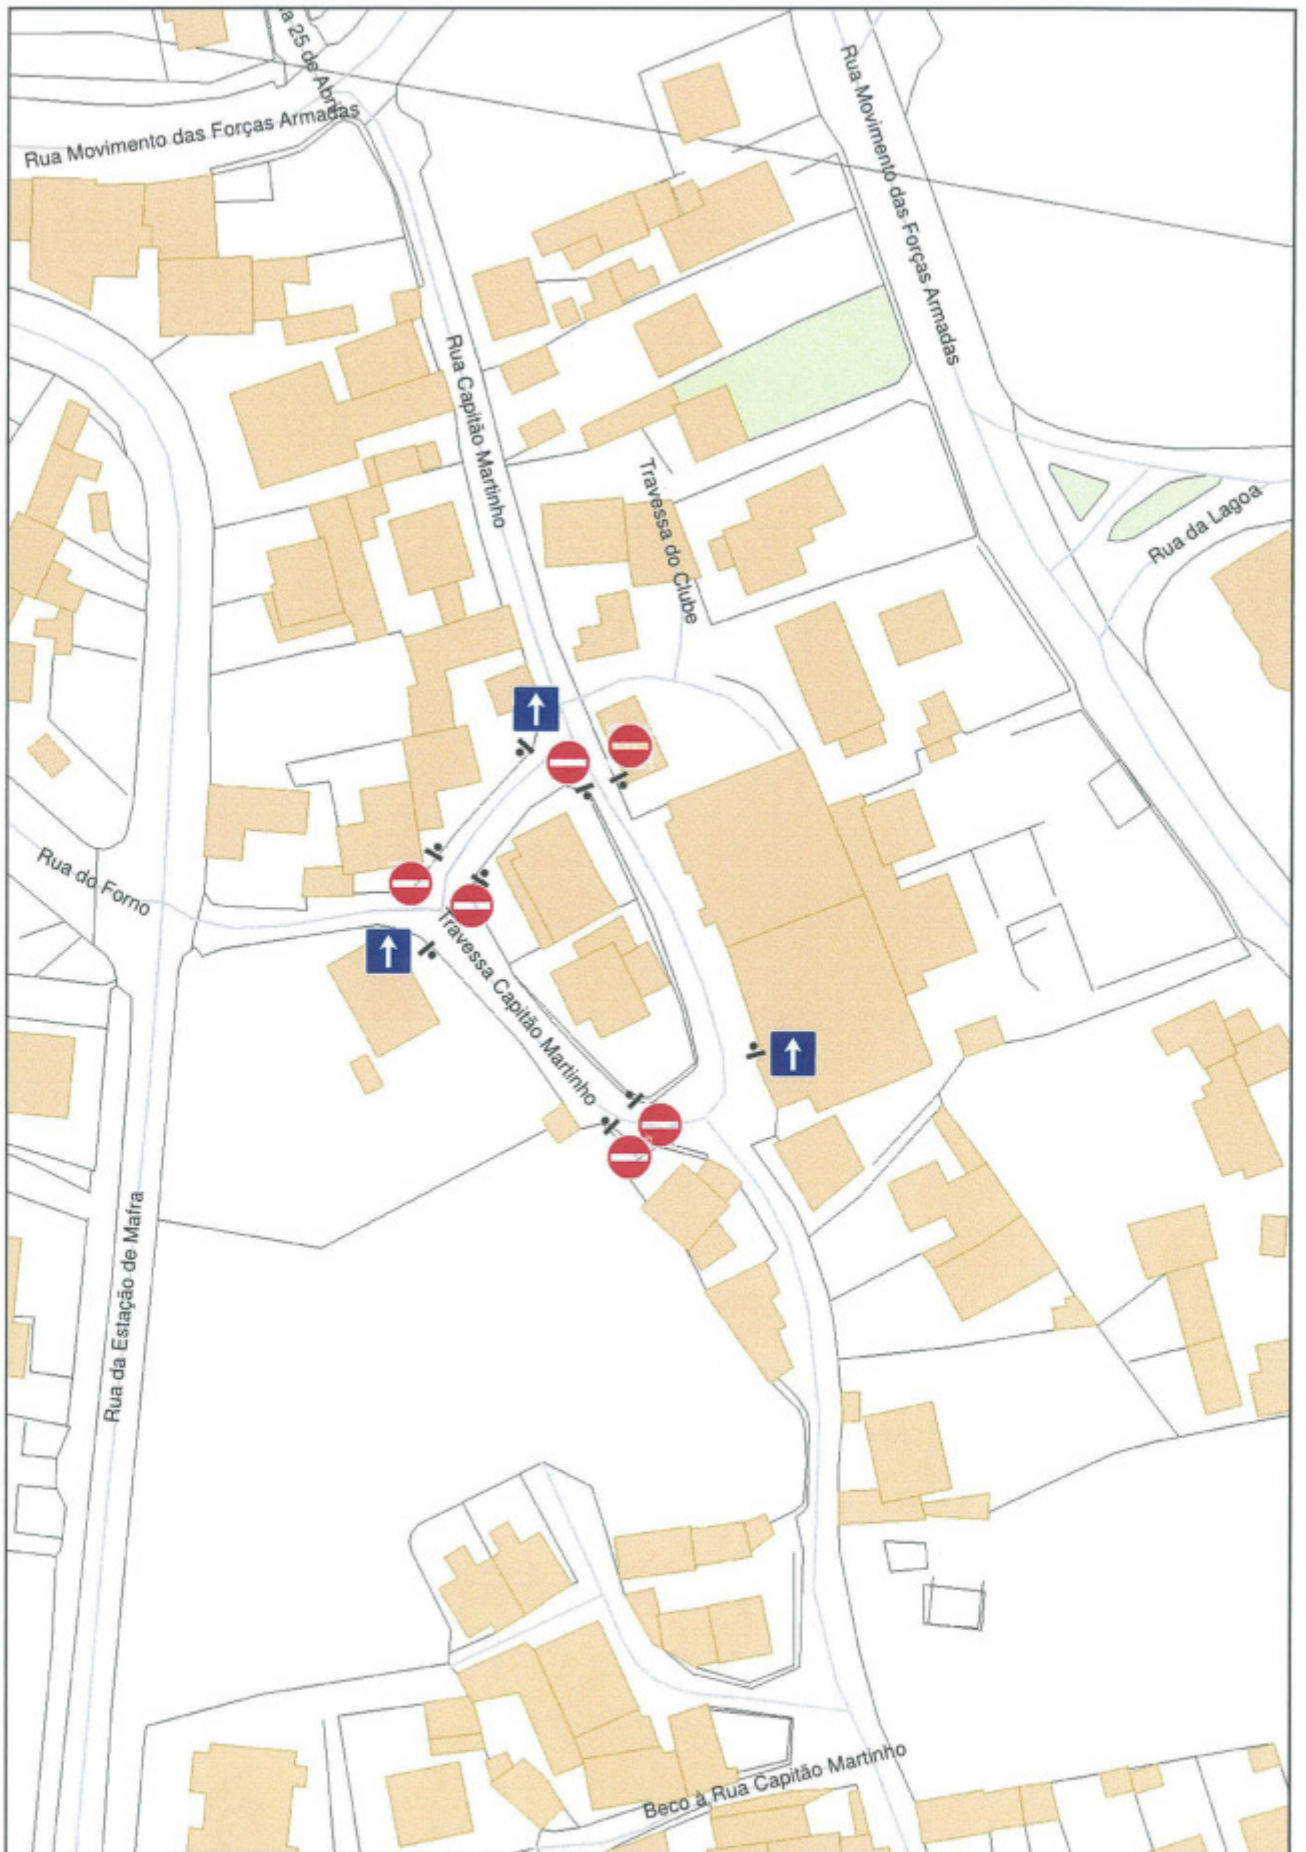 Rua Movimento das Forças Armadas
Rua Movimento das Forças Armadas
Rua Capitão Martinho
Travessa do Clube
Rua da Lagoa
Rua do Forno
Travessa Capitão Martinho
Rua da Estação de Mafra
Beco à Rua Capitão Martinho
25 de Abril